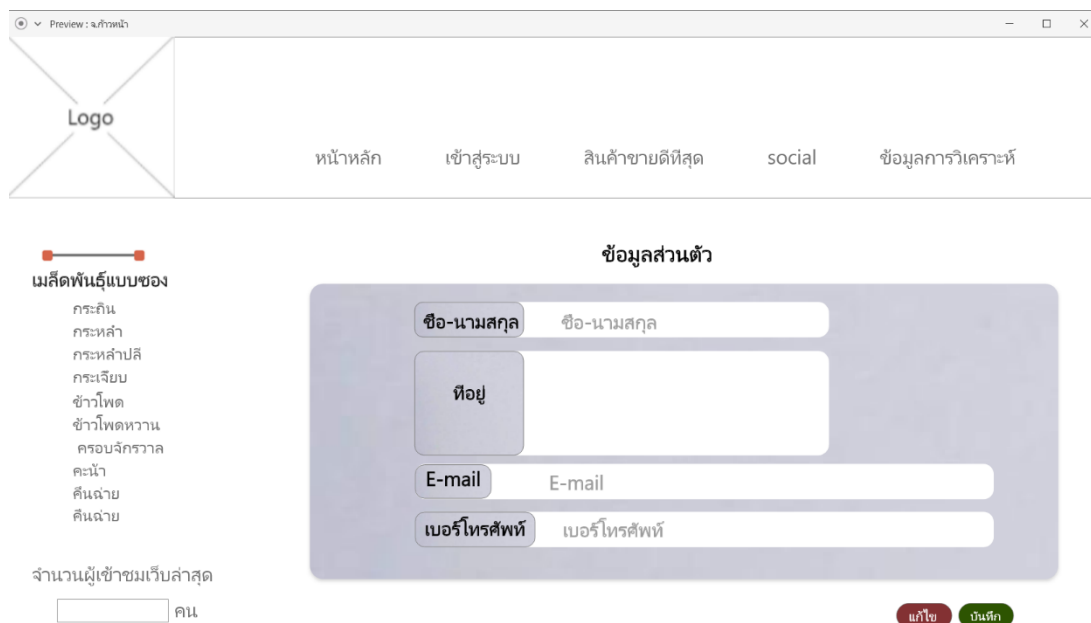 Preview : จ.ก้าวหน้า
Logo
หน้าหลัก เข้าสู่ระบบ สินค้าขายดีที่สุด social ข้อมูลการวิเคราะห์
เมล็ดพันธุ์แบบซอง
กระถิน
กระหล่ำ
กระหล่ำปลี
กระเจียบ
ข้าวโพด
ข้าวโพดหวาน
ครอบจักรวาล
คะน้า
คืนฉ่าย
คืนฉ่าย
จำนวนผู้เข้าชมเว็บล่าสุด
คน
ข้อมูลส่วนตัว
ชื่อ-นามสกุล ชื่อ-นามสกุล
ที่อยู่
E-mail E-mail
เบอร์โทรศัพท์ เบอร์โทรศัพท์
แก้ไข บันทึก